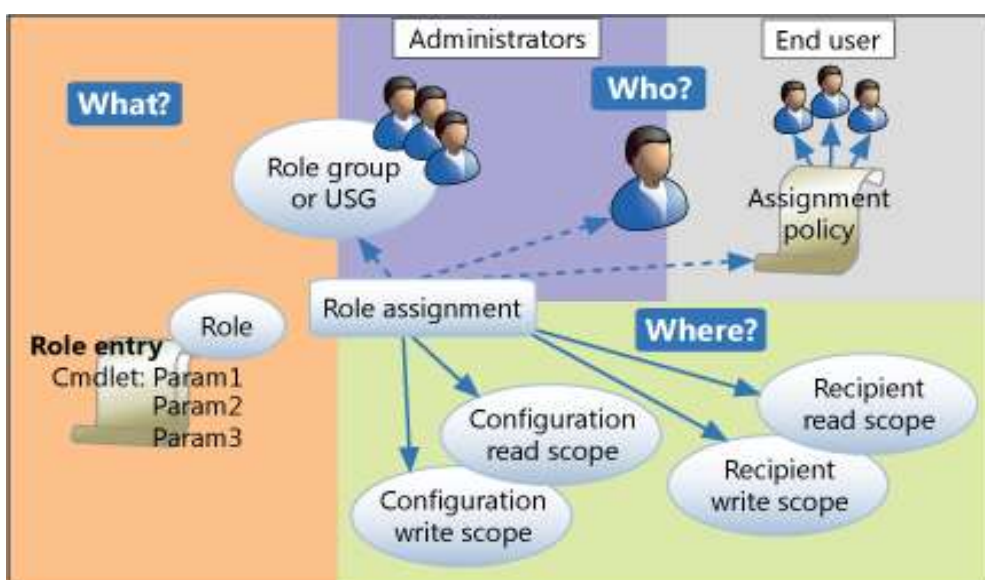 Administrators
End user
What?
Who?
Role group
or USG
Assignment
policy
Role assignment
Role
Where?
Role entry
Cmdlet: Param1
Param2
Param3
Configuration
read scope
Configuration
write scope
Recipient
read scope
Recipient
write scope